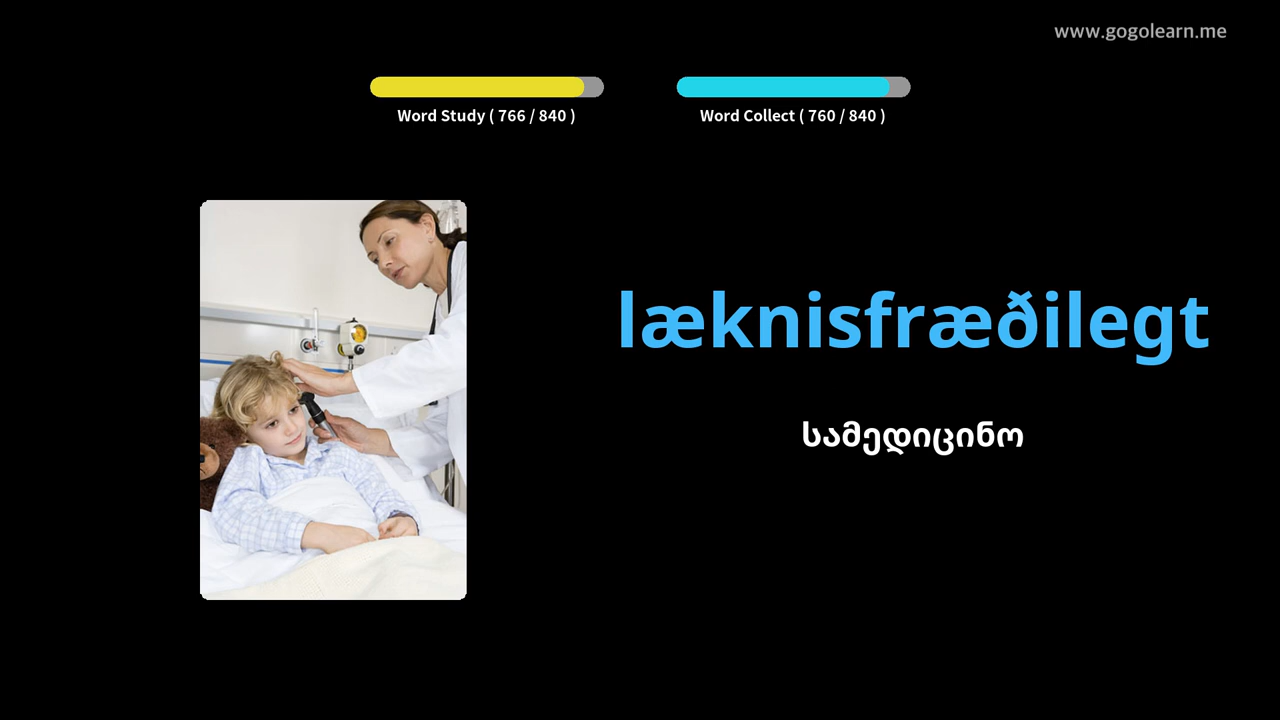 www.gogolearn.me
Word Study ( 766 / 840 )
Word Collect ( 760 / 840 )
læknisfræðilegt
სამედიცინო